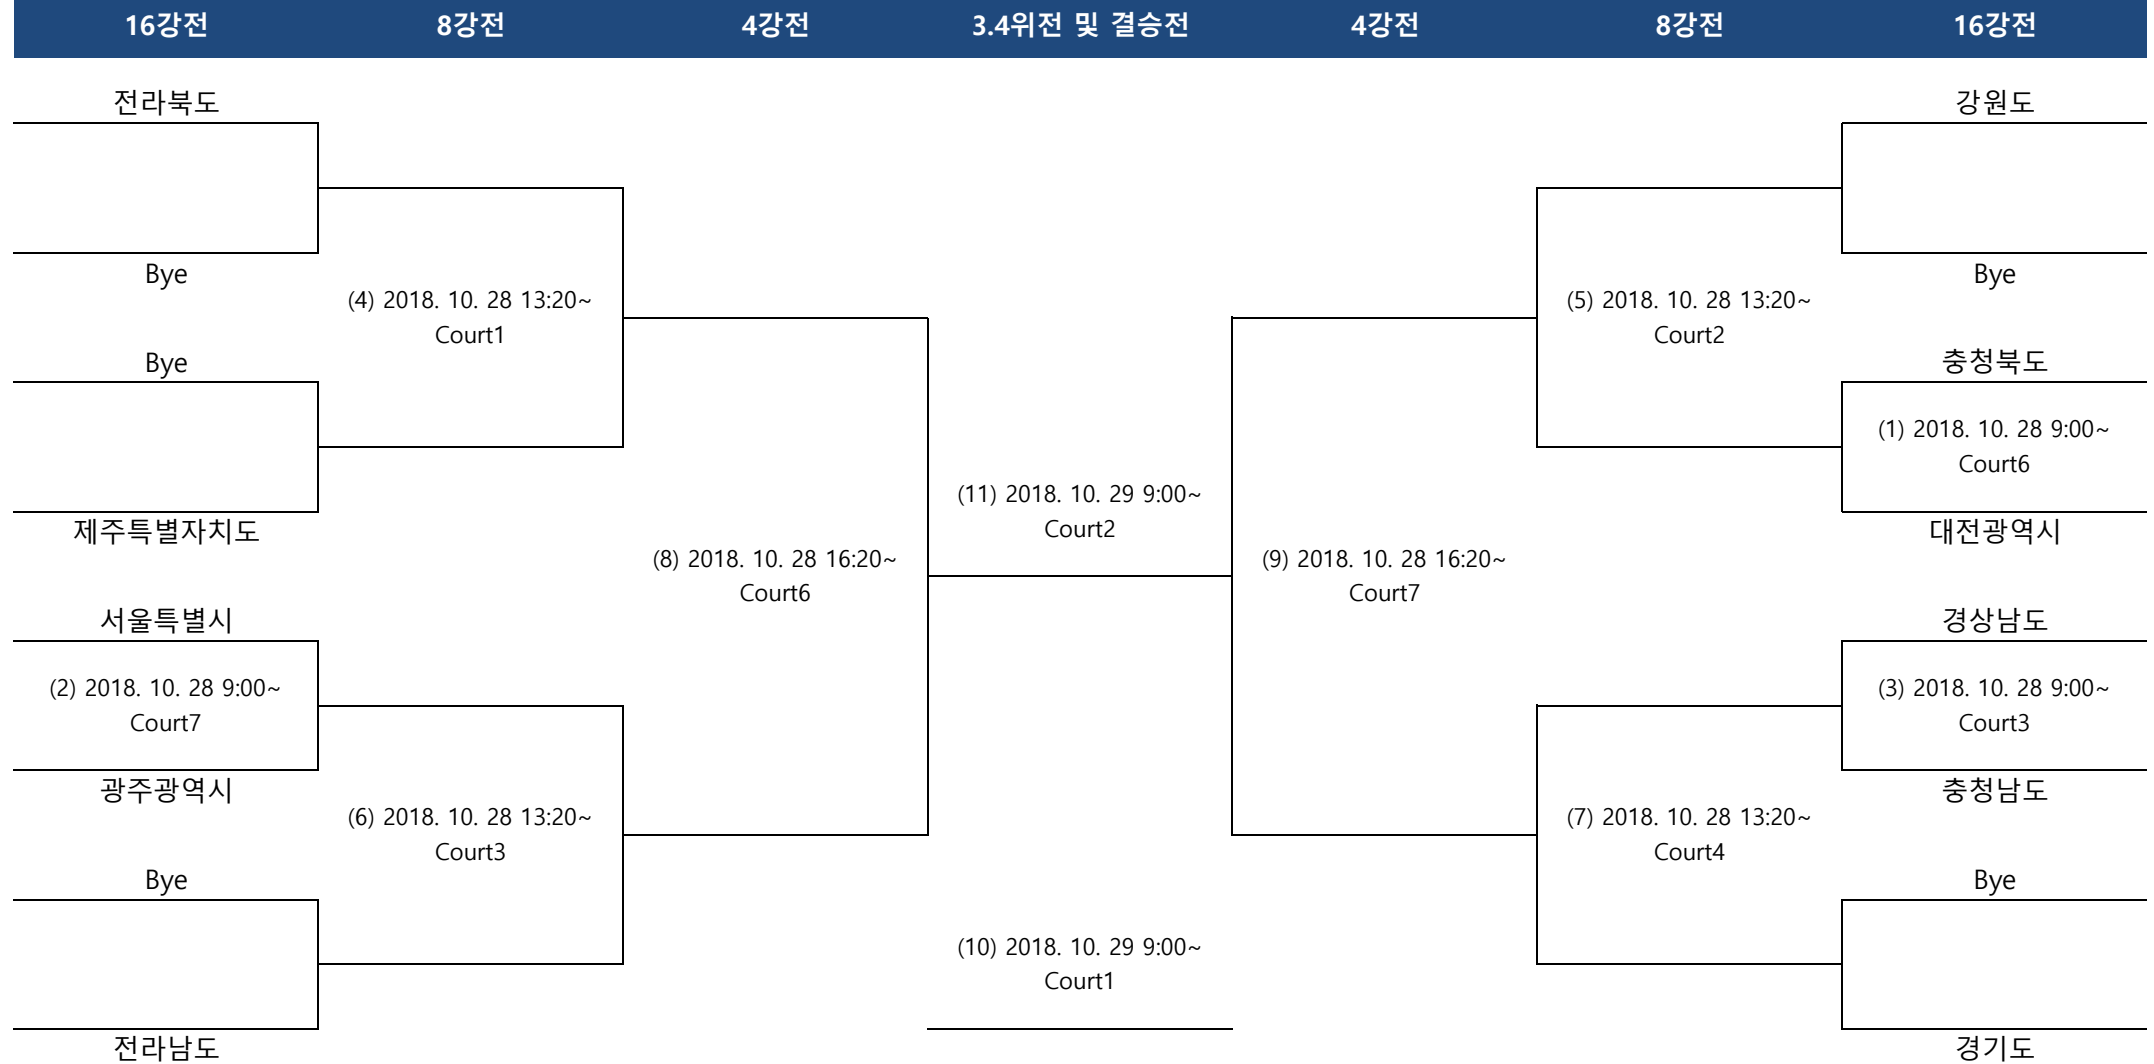 16강전 8강전 4강전 3.4위전 및 결승전 4강전 8강전 16강전
전라북도
강원도
Bye
Bye
(4) 2018. 10. 28 13:20~
Court1
(5) 2018. 10. 28 13:20~
Court2
Bye
충청북도
(1) 2018. 10. 28 9:00~
Court6
제주특별자치도
대전광역시
(11) 2018. 10. 29 9:00~
Court2
(8) 2018. 10. 28 16:20~
Court6
(9) 2018. 10. 28 16:20~
Court7
서울특별시
경상남도
(2) 2018. 10. 28 9:00~
Court7
(3) 2018. 10. 28 9:00~
Court3
광주광역시
충청남도
(6) 2018. 10. 28 13:20~
Court3
(7) 2018. 10. 28 13:20~
Court4
Bye
Bye
(10) 2018. 10. 29 9:00~
Court1
전라남도
경기도